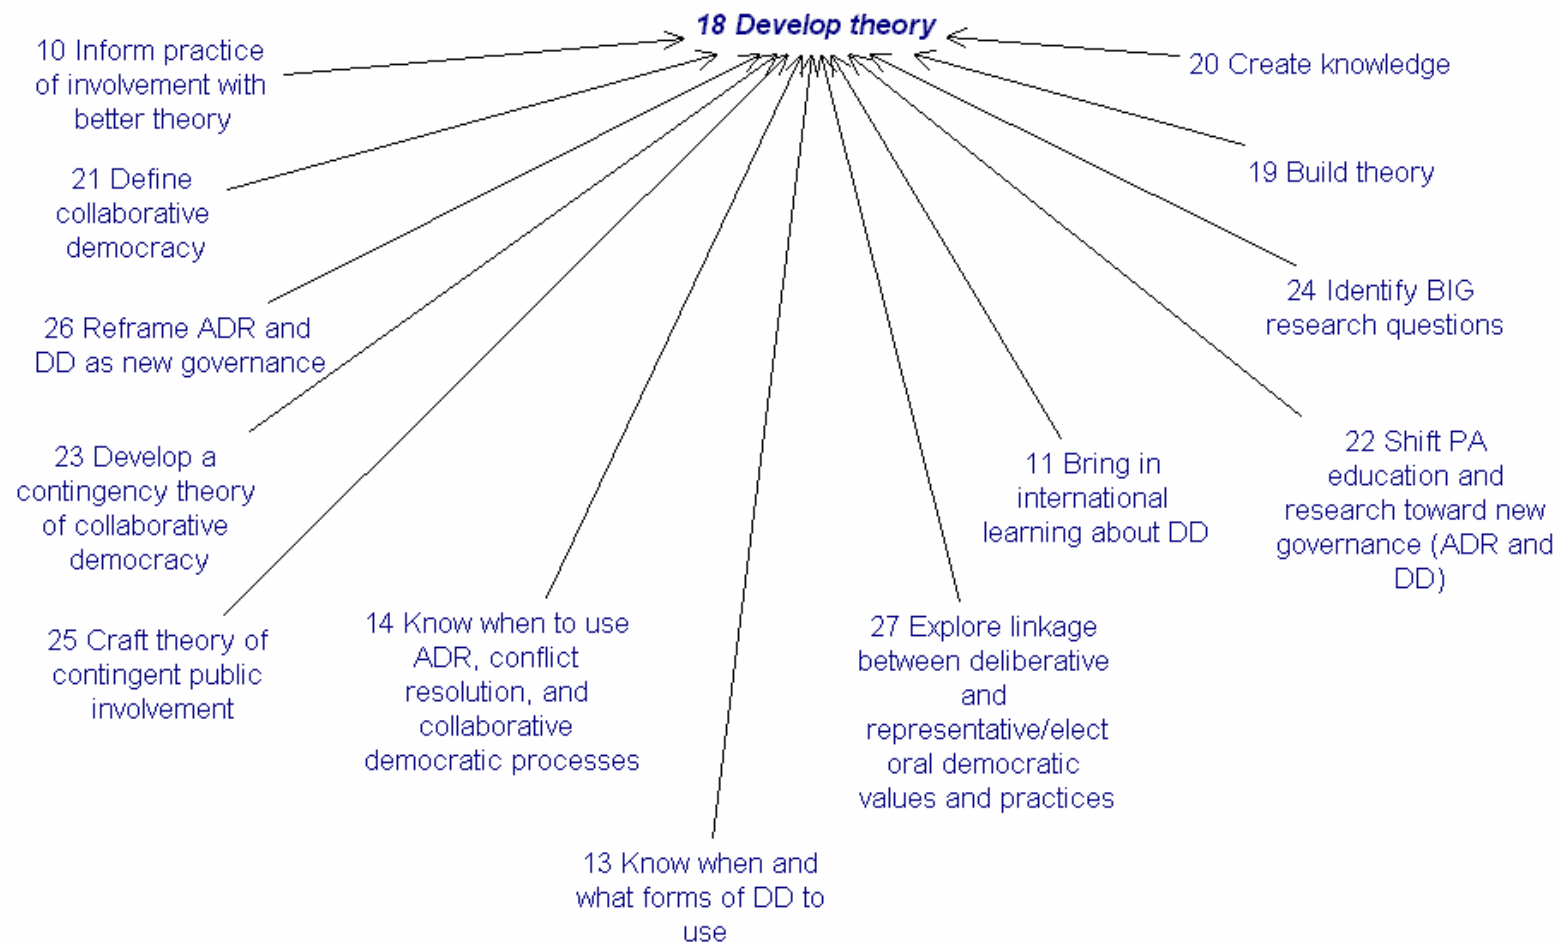 18 Develop theory
10 Inform practice
of involvement with
better theory
20 Create knowledge
21 Define
collaborative
democracy
19 Build theory
26 Reframe ADR and
DD as new governance
24 Identify BIG
research questions
23 Develop a
contingency theory
of collaborative
democracy
11 Bring in
international
learning about DD
22 Shift PA
education and
research toward new
governance (ADR and
DD)
25 Craft theory of
contingent public
involvement
14 Know when to use
ADR, conflict
resolution, and
collaborative
democratic processes
27 Explore linkage
between deliberative
and
representative/elect
oral democratic
values and practices
13 Know when and
what forms of DD to
use